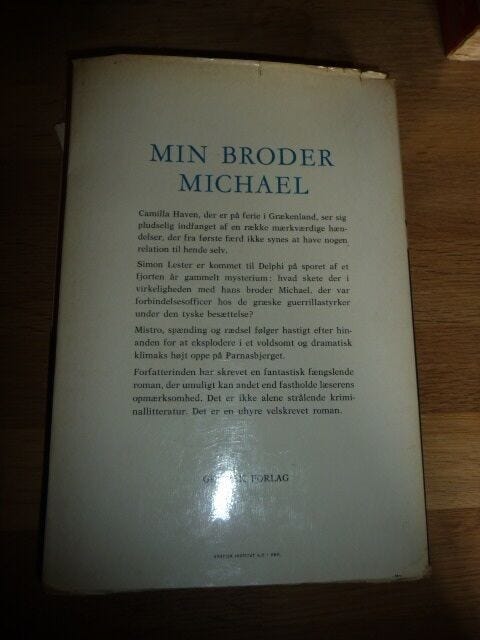 MIN BRODER
MICHAEL
Camilla Haven, der er på ferie i Grækenland, ser sig
pludselig indfanget af en række mærkværdige hæn-
delser, der fra første færd ikke synes at have nogen
relation til hende selv.
Simon Lester er kommet til Delphi på sporet af et
fjorten år gammelt mysterium: hvad skete der i
virkeligheden med hans broder Michael, der var
forbindelsesofficer hos de græske guerrillastyrker
under den tyske besættelse?
Mistro, spænding og rædsel følger hastigt efter hin-
anden for at eksplodere i et voldsomt og dramatisk
klimaks højt oppe på Parnasbjerget.
Forfatterinden har skrevet en fantastisk fængslende
roman, der umuligt kan andet end fastholde læserens
opmærksomhed. Det er ikke alene strålende krimi-
nallitteratur. Det er en uhyre velskrevet roman.
FORLAG
GRAFISK INSTITUT